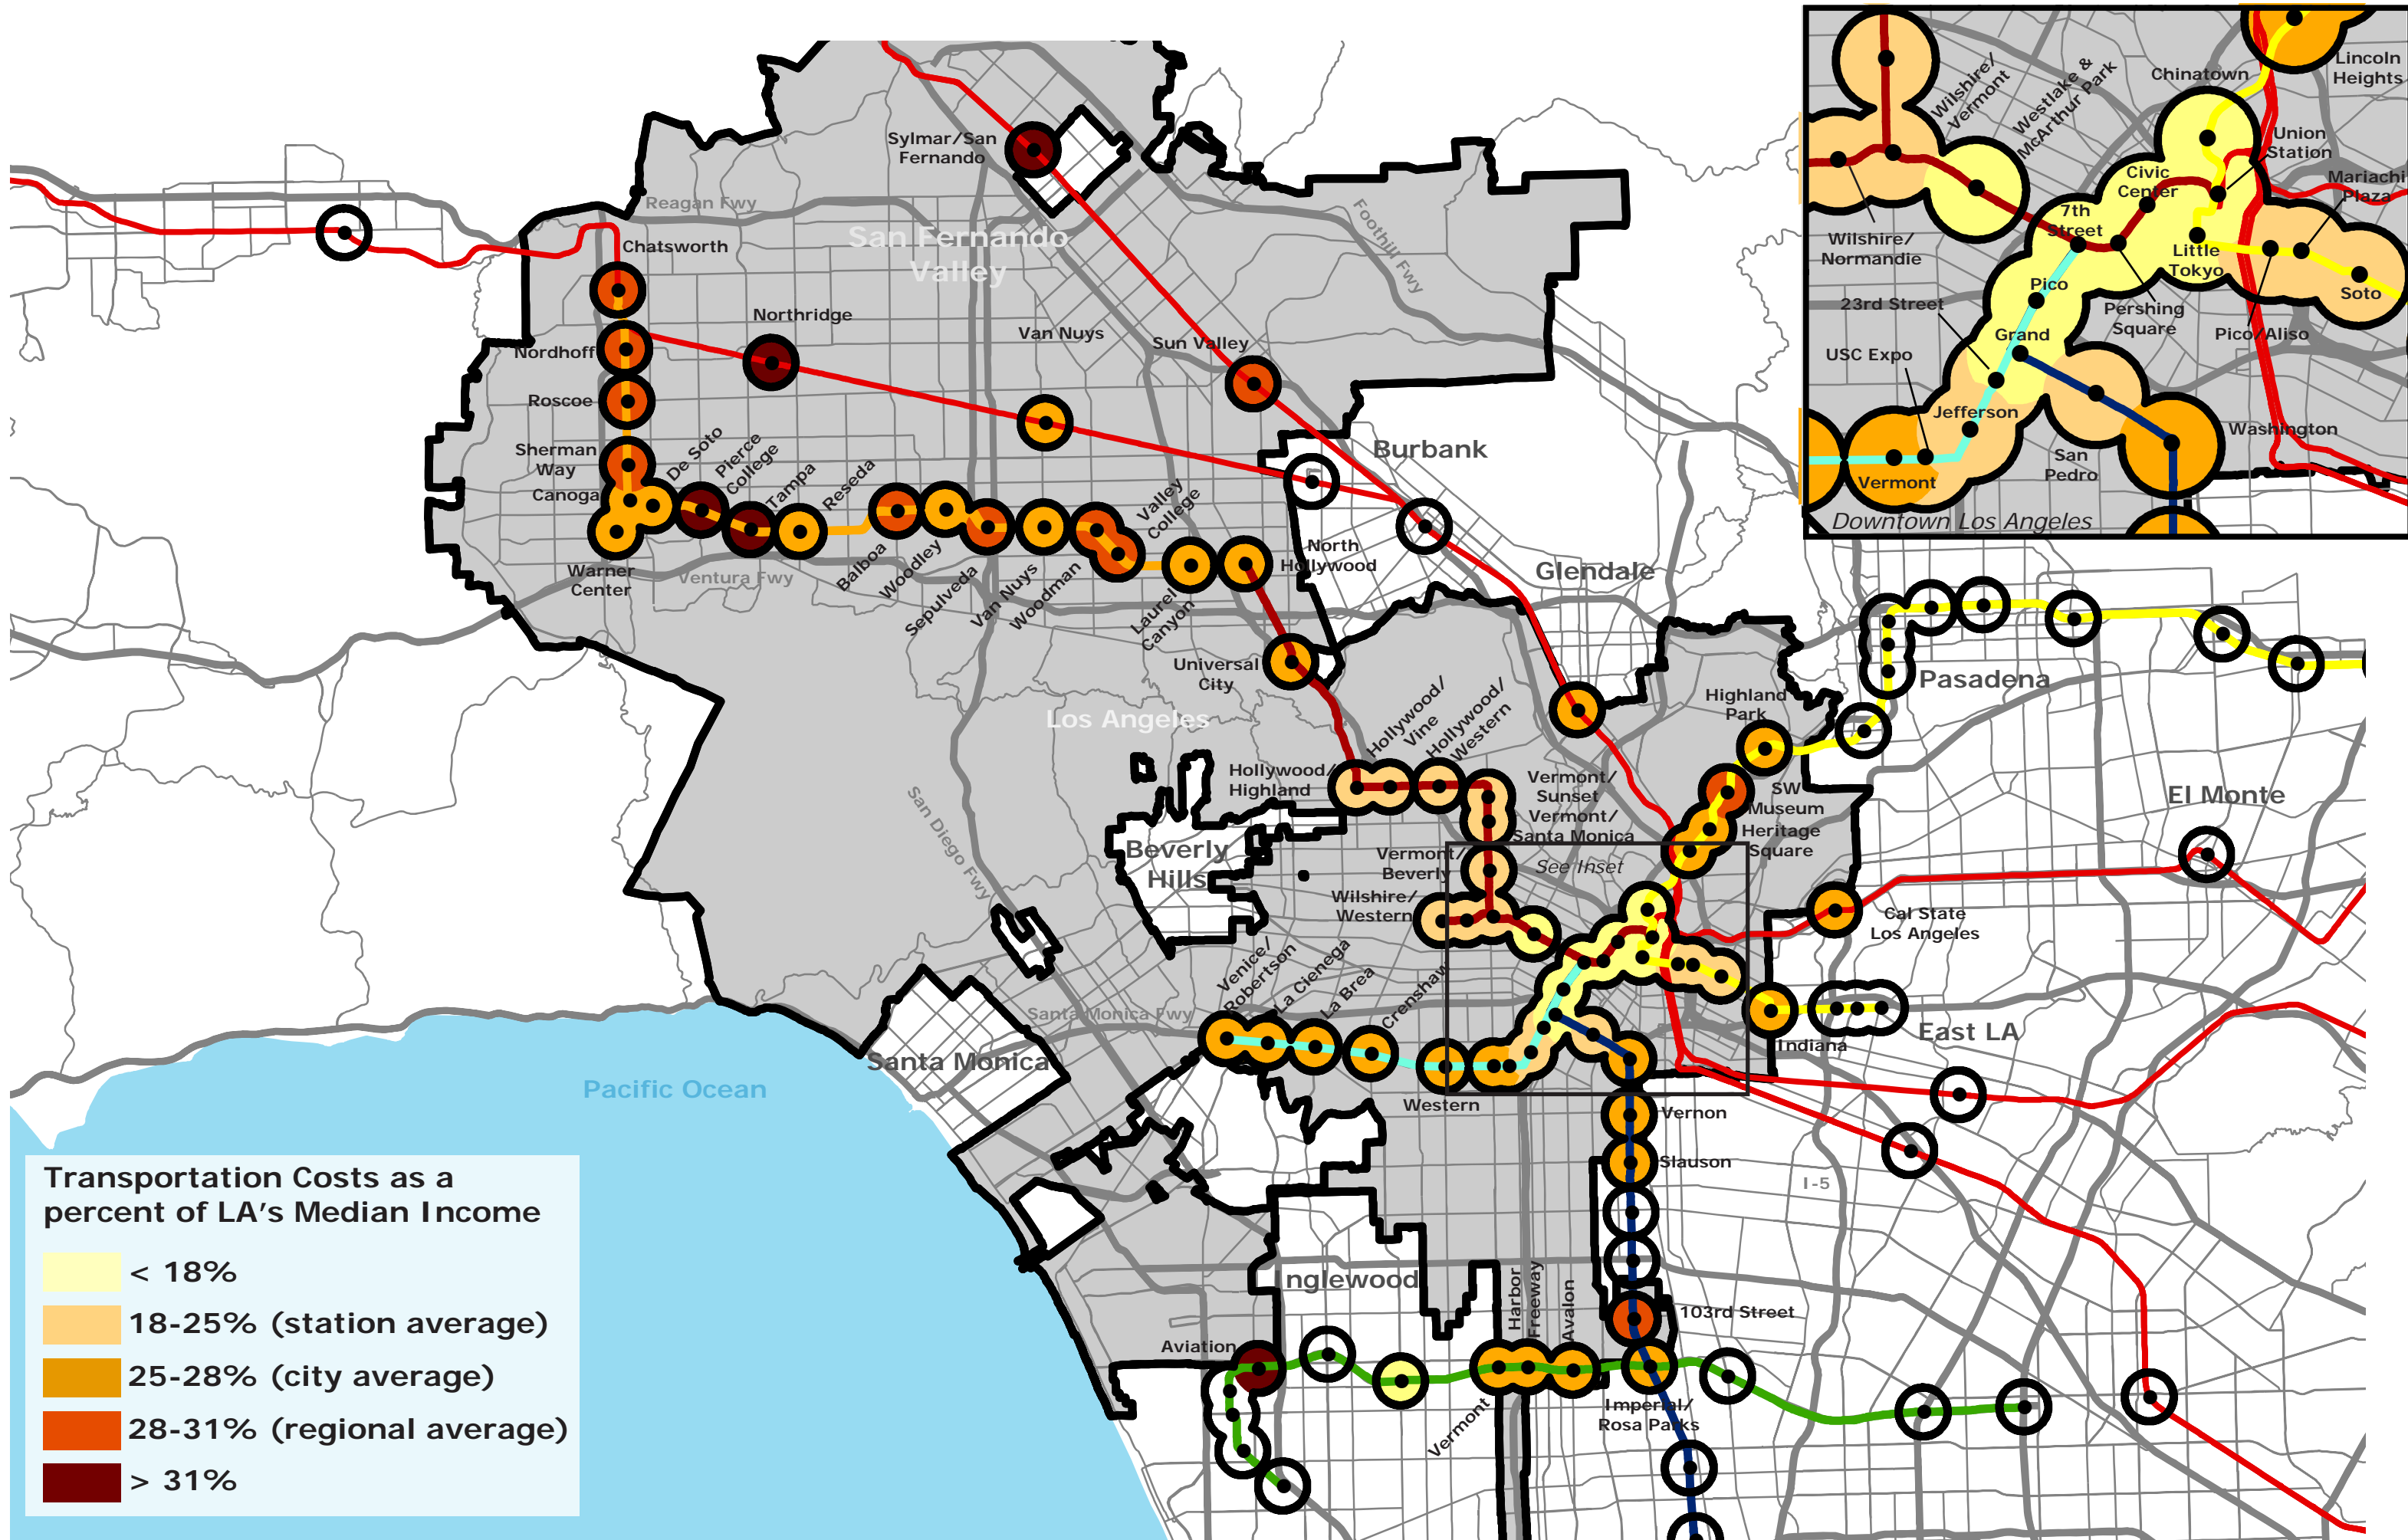 Sylmar/San
Fernando
Reagan Fwy
San Fernando
Valley
Foothill Fwy
Chatsworth
Northridge
Van Nuys
Sun Valley
Nordhoff
Roscoe
Sherman
Way
Canoga
De Soto
Pierce
College
Tampa
Reseda
Warner
Center
Ventura Fwy
Balboa
Woodley
Sepulveda
Van Nuys
Woodman
Valley
College
Laurel
Canyon
North
Hollywood
Burbank
Glendale
Universal
City
Los Angeles
San Diego Fwy
Hollywood/
Highland
Hollywood/
Vine
Hollywood/
Western
Vermont/
Sunset
Vermont/
Santa Monica
Vermont/
Beverly
Wilshire/
Western
See Inset
Beverly
Hills
Highland
Park
SW
Museum
Heritage
Square
Pasadena
El Monte
Cal State
Los Angeles
East LA
Indiana
Venice/
Robertson
La Cienega
La Brea
Crenshaw
Santa Monica Fwy
Santa Monica
Pacific Ocean
Western
Vernon
Slauson
I-5
Inglewood
Harbor
Freeway
Avalon
103rd Street
Aviation
Vermont
Imperial/
Rosa Parks
Wilshire/
Vermont
Westlake &
McArthur Park
Chinatown
Lincoln
Heights
Union
Station
Mariachi
Plaza
Civic
Center
7th
Street
Wilshire/
Normandie
Little
Tokyo
Soto
Pico
23rd Street
Pershing
Square
Pico/Aliso
Grand
USC Expo
Jefferson
Washington
San
Pedro
Vermont
Downtown Los Angeles
Transportation Costs as a
percent of LA's Median Income
< 18%
18-25% (station average)
25-28% (city average)
28-31% (regional average)
> 31%